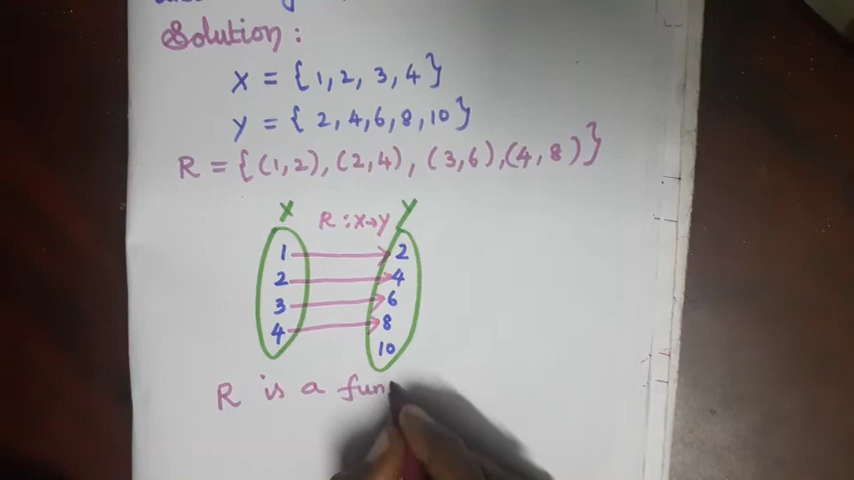 Solution:
X = {1, 2, 3, 4}
Y = { 2, 4, 6, 8, 10}
R = {(1, 2), (2, 4), (3, 6), (4, 8)}
X R : X→Y Y
1 2
2 4
3 6
4 8
10
R is a fun